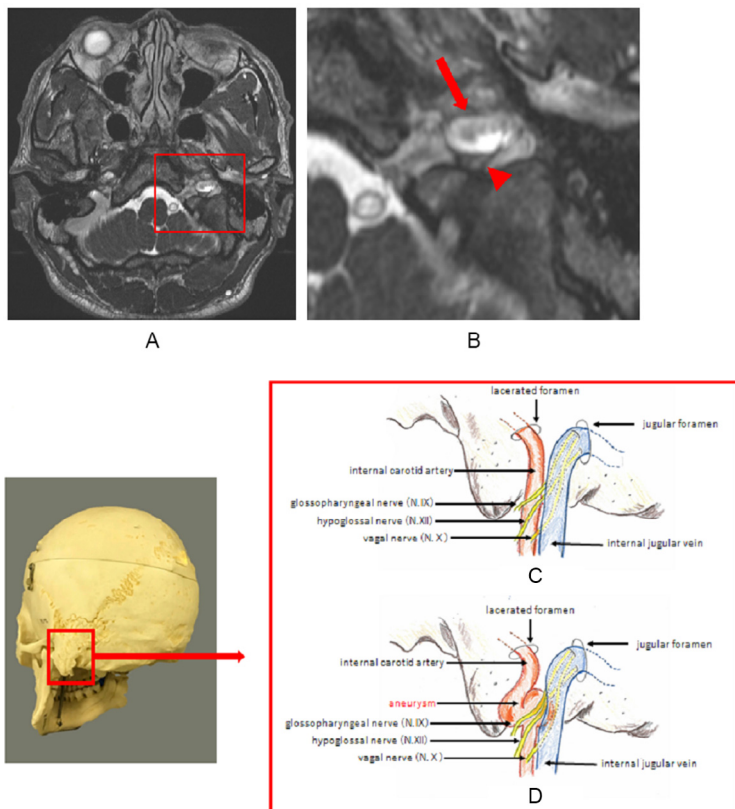 A
B
lacerated foramen
jugular foramen
internal carotid artery
glossopharyngeal nerve (N.IX)
hypoglossal nerve (N.XII)
vagal nerve (N. X)
internal jugular vein
C
lacerated foramen
jugular foramen
internal carotid artery
aneurysm
glossopharyngeal nerve (N.IX)
hypoglossal nerve (N.XII)
vagal nerve (N. X)
internal jugular vein
D